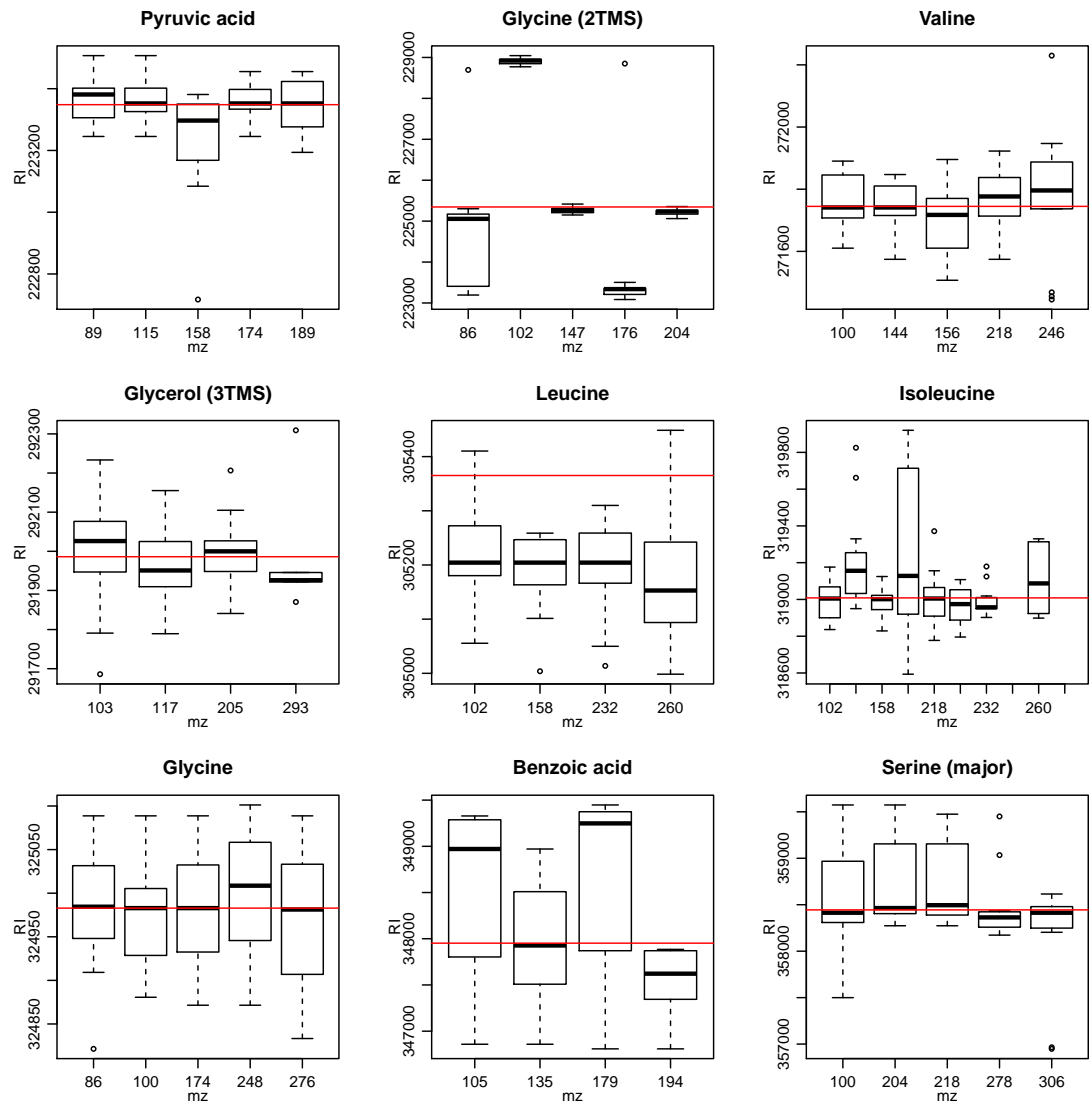 Pyruvic acid
RI
222800
223200
89 115 158 174 189
mz
Glycine (2TMS)
RI
223000
225000
227000
229000
86 102 147 176 204
mz
Valine
RI
271600
272000
100 144 156 218 246
mz
Glycerol (3TMS)
RI
291700
291900
292100
292300
103 117 205 293
mz
Leucine
RI
305000
305200
305400
102 158 232 260
mz
Isoleucine
RI
318600
319000
319400
319800
102 158 218 232 260
mz
Glycine
RI
324850
324950
325050
86 100 174 248 276
mz
Benzoic acid
RI
347000
348000
349000
105 135 179 194
mz
Serine (major)
RI
357000
358000
359000
100 204 218 278 306
mz